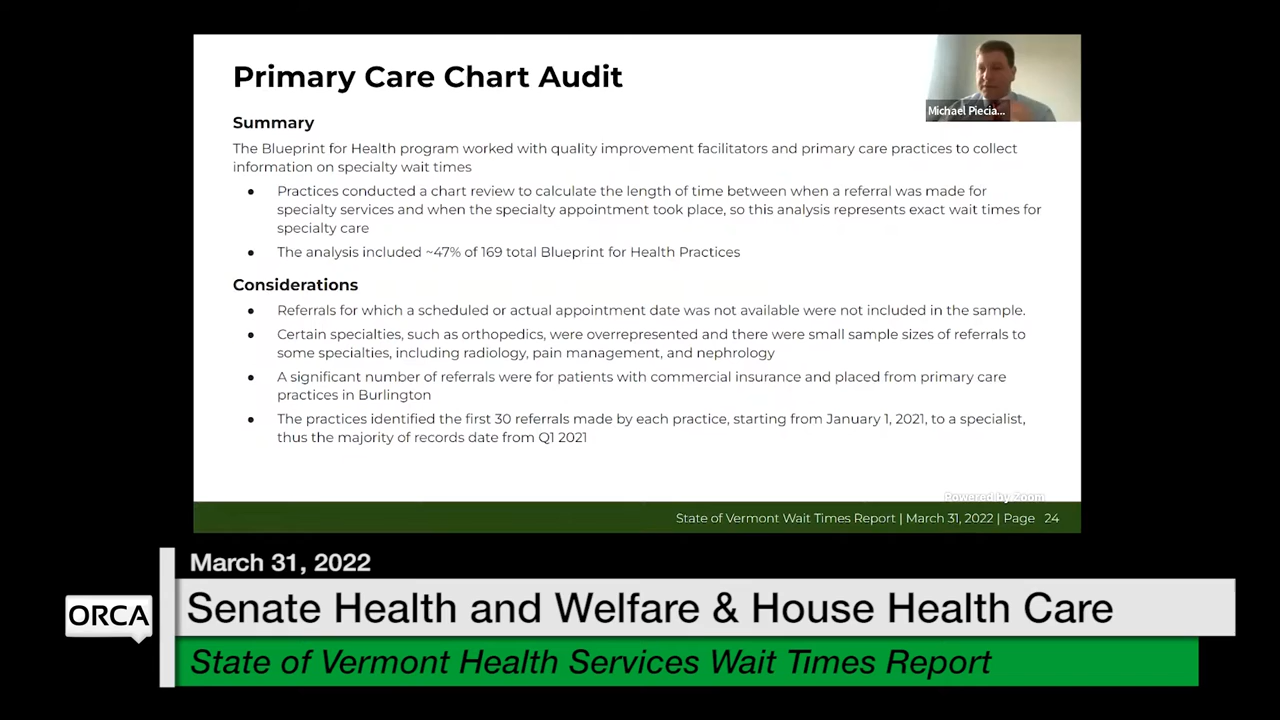 Primary Care Chart Audit
Michael Piecia...
Summary
The Blueprint for Health program worked with quality improvement facilitators and primary care practices to collect
information on specialty wait times
● Practices conducted a chart review to calculate the length of time between when a referral was made for
specialty services and when the specialty appointment took place, so this analysis represents exact wait times for
specialty care
● The analysis included ~47% of 169 total Blueprint for Health Practices
Considerations
● Referrals for which a scheduled or actual appointment date was not available were not included in the sample.
● Certain specialties, such as orthopedics, were overrepresented and there were small sample sizes of referrals to
some specialties, including radiology, pain management, and nephrology
● A significant number of referrals were for patients with commercial insurance and placed from primary care
practices in Burlington
● The practices identified the first 30 referrals made by each practice, starting from January 1, 2021, to a specialist,
thus the majority of records date from Q1 2021
Powered by Zoom
State of Vermont Wait Times Report | March 31, 2022 | Page 24
March 31, 2022
ORCA
Senate Health and Welfare & House Health Care
State of Vermont Health Services Wait Times Report